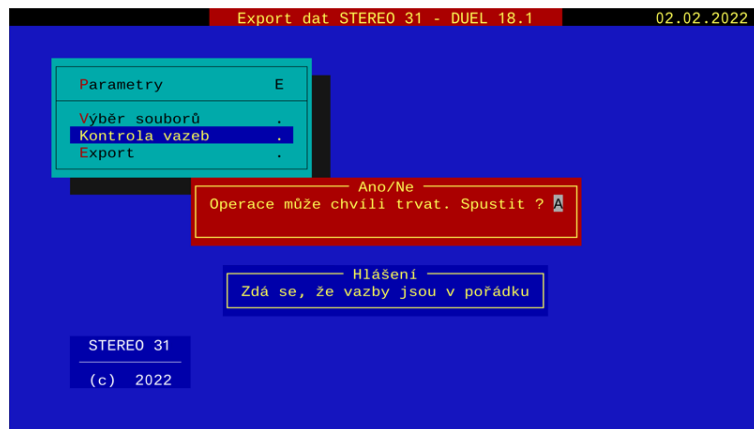 Export dat STEREO 31 - DUEL 18.1 02.02.2022
Parametry E
Výběr souborů .
Kontrola vazeb .
Export .
Ano/Ne
Operace může chvíli trvat. Spustit ? A
Hlášení
Zdá se, že vazby jsou v pořádku
STEREO 31
(c) 2022